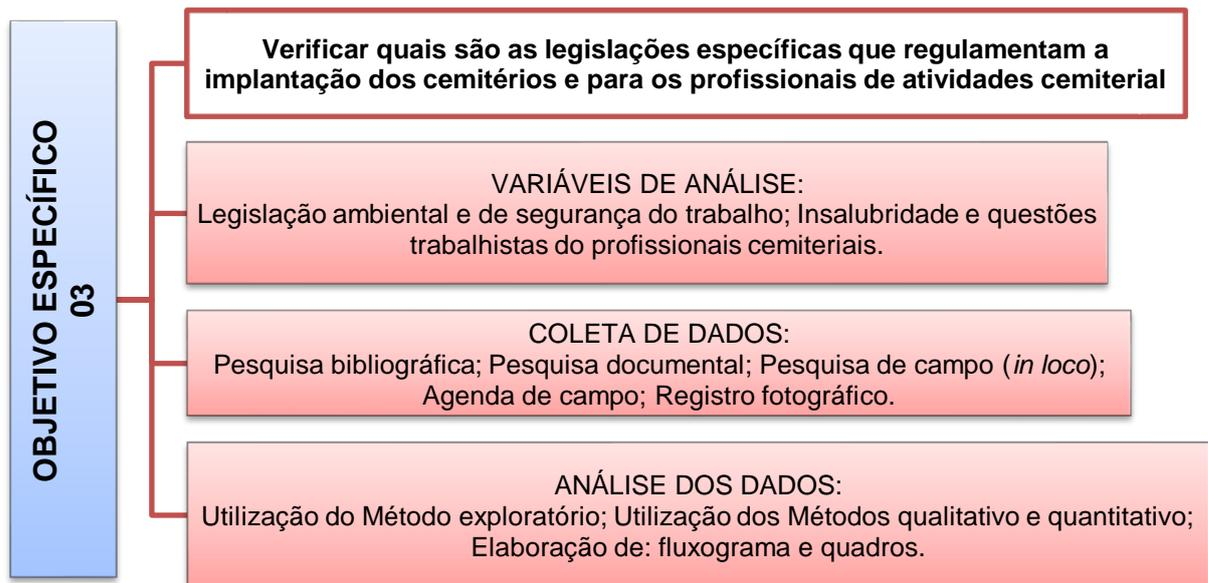 OBJETIVO ESPECÍFICO
03
Verificar quais são as legislações específicas que regulamentam a
implantação dos cemitérios e para os profissionais de atividades cemiterial
VARIÁVEIS DE ANÁLISE:
Legislação ambiental e de segurança do trabalho; Insalubridade e questões
trabalhistas do profissionais cemiteriais.
COLETA DE DADOS:
Pesquisa bibliográfica; Pesquisa documental; Pesquisa de campo (in loco);
Agenda de campo; Registro fotográfico.
ANÁLISE DOS DADOS:
Utilização do Método exploratório; Utilização dos Métodos qualitativo e quantitativo;
Elaboração de: fluxograma e quadros.